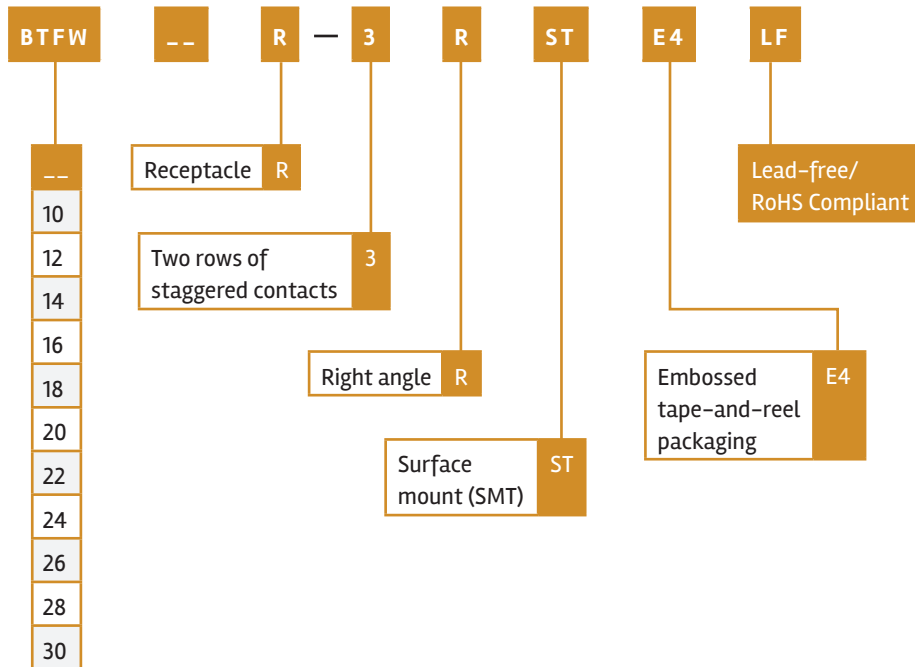 BTFW __ R — 3 R ST E4 LF
__
10
12
14
16
18
20
22
24
26
28
30
Receptacle R
Two rows of 3
staggered contacts
Right angle R
Surface ST
mount (SMT)
Embossed E4
tape-and-reel
packaging
Lead-free/
RoHS Compliant